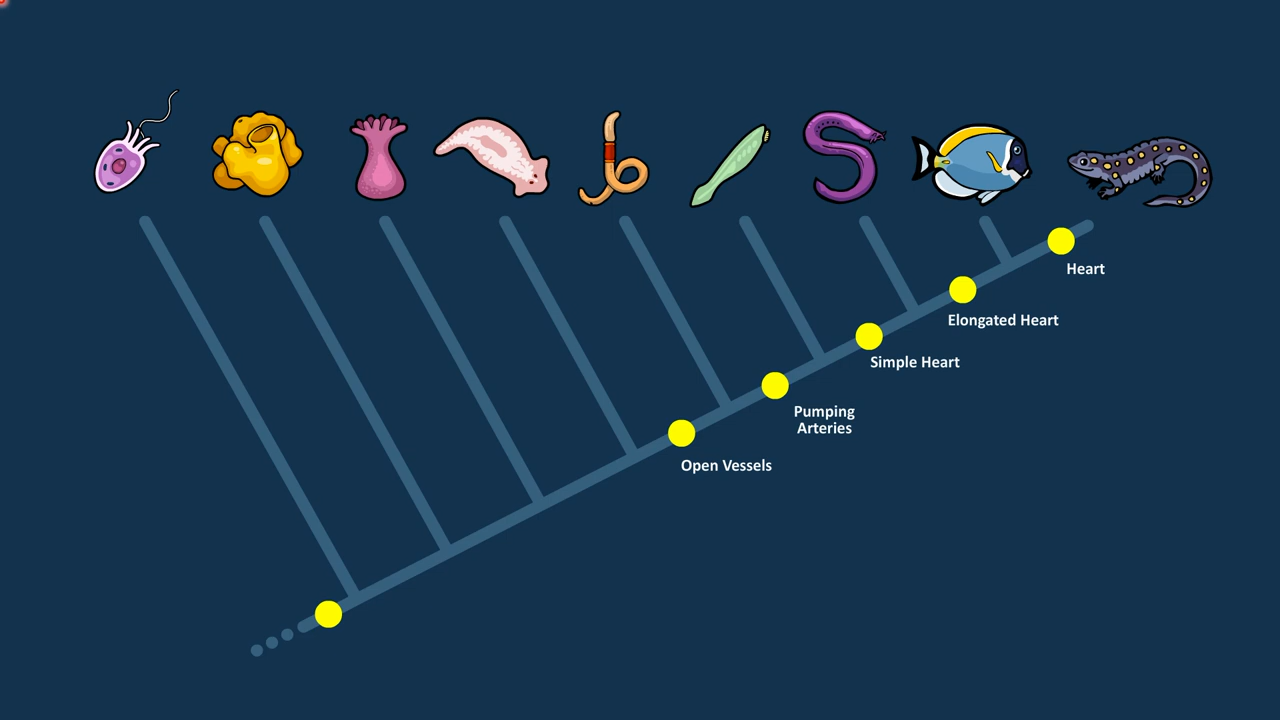 Heart
Elongated Heart
Simple Heart
Pumping
Arteries
Open Vessels